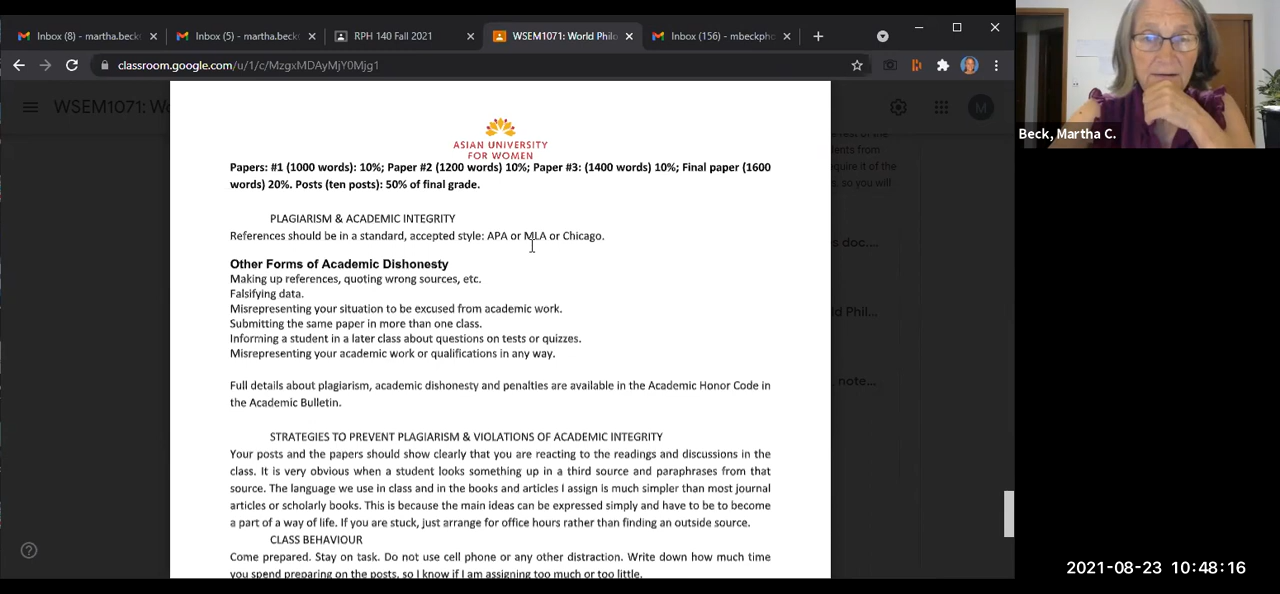 Inbox (8) - martha.beck
Inbox (5) - martha.beck
RPH 140 Fall 2021
WSEM1071: World Philo
Inbox (156) - mbeckph
classroom.google.com/u/1/c/MzgxMDAyMjY0Mjg1
WSEM1071: W
M
Beck, Martha C.
ASIAN UNIVERSITY
FOR WOMEN
Papers: #1 (1000 words): 10%; Paper #2 (1200 words) 10%; Paper #3: (1400 words) 10%; Final paper (1600
words) 20%. Posts (ten posts): 50% of final grade.
PLAGIARISM & ACADEMIC INTEGRITY
References should be in a standard, accepted style: APA or MLA or Chicago.
Other Forms of Academic Dishonesty
Making up references, quoting wrong sources, etc.
Falsifying data.
Misrepresenting your situation to be excused from academic work.
Submitting the same paper in more than one class.
Informing a student in a later class about questions on tests or quizzes.
Misrepresenting your academic work or qualifications in any way.
Full details about plagiarism, academic dishonesty and penalties are available in the Academic Honor Code in
the Academic Bulletin.
STRATEGIES TO PREVENT PLAGIARISM & VIOLATIONS OF ACADEMIC INTEGRITY
Your posts and the papers should show clearly that you are reacting to the readings and discussions in the
class. It is very obvious when a student looks something up in a third source and paraphrases from that
source. The language we use in class and in the books and articles I assign is much simpler than most journal
articles or scholarly books. This is because the main ideas can be expressed simply and have to be to become
a part of a way of life. If you are stuck, just arrange for office hours rather than finding an outside source.
CLASS BEHAVIOUR
Come prepared. Stay on task. Do not use cell phone or any other distraction. Write down how much time
you spend preparing on the posts, so I know if I am assigning too much or too little.
ents from
quire it of the
, so you will
es doc...
d Phil...
, note...
2021-08-23 10:48:16